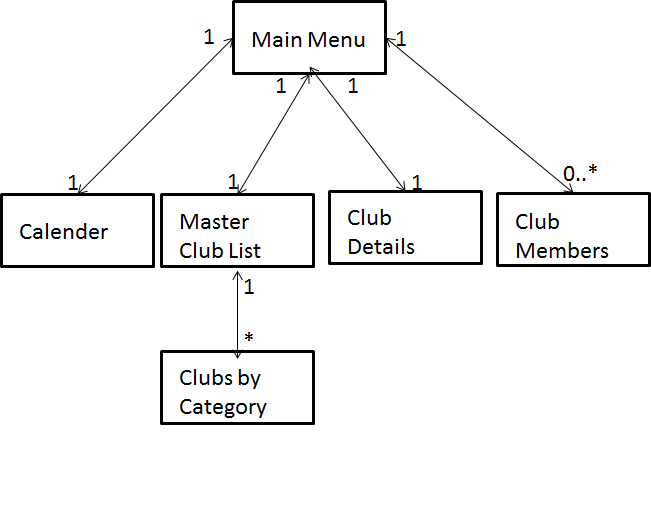 Main Menu
1
1
1
1
1
1
1
0..*
Calender
Master
Club List
Club
Details
Club
Members
1
*
Clubs by
Category